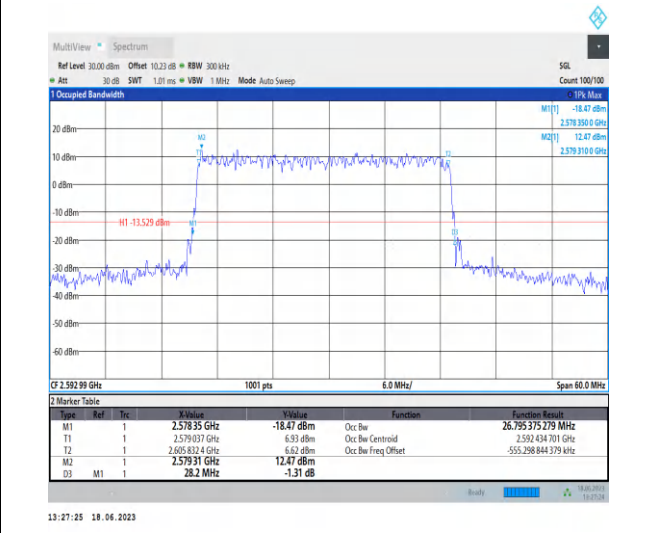 MultiView Spectrum
Ref Level 30.00 dBm Offset 10.23 dB RBW 300 kHz SGL
Att 30 dB SWT 1.01 ms VBW 1 MHz Mode Auto Sweep Count 100/100
1 Occupied Bandwidth 1Pk Max
M1[1] -18.47 dBm
2.578 350 0 GHz
M2[1] 12.47 dBm
2.579 310 0 GHz
20 dBm
M2
T1 T2
10 dBm
0 dBm
-10 dBm
H1 -13.529 dBm
M1
D3
-20 dBm
-30 dBm
-40 dBm
-50 dBm
-60 dBm
CF 2.592 99 GHz 1001 pts 6.0 MHz/ Span 60.0 MHz
2 Marker Table
Type Ref Trc X-Value Y-Value Function Function Result
M1 1 2.578 35 GHz -18.47 dBm Occ Bw 26.795 375 279 MHz
T1 1 2.579 037 GHz 6.93 dBm Occ Bw Centroid 2.592 434 701 GHz
T2 1 2.605 832 4 GHz 6.62 dBm Occ Bw Freq Offset -555.298 844 379 kHz
M2 1 2.579 31 GHz 12.47 dBm
D3 M1 1 28.2 MHz -1.31 dB
Ready 18.06.2023
13:27:24
13:27:25 18.06.2023